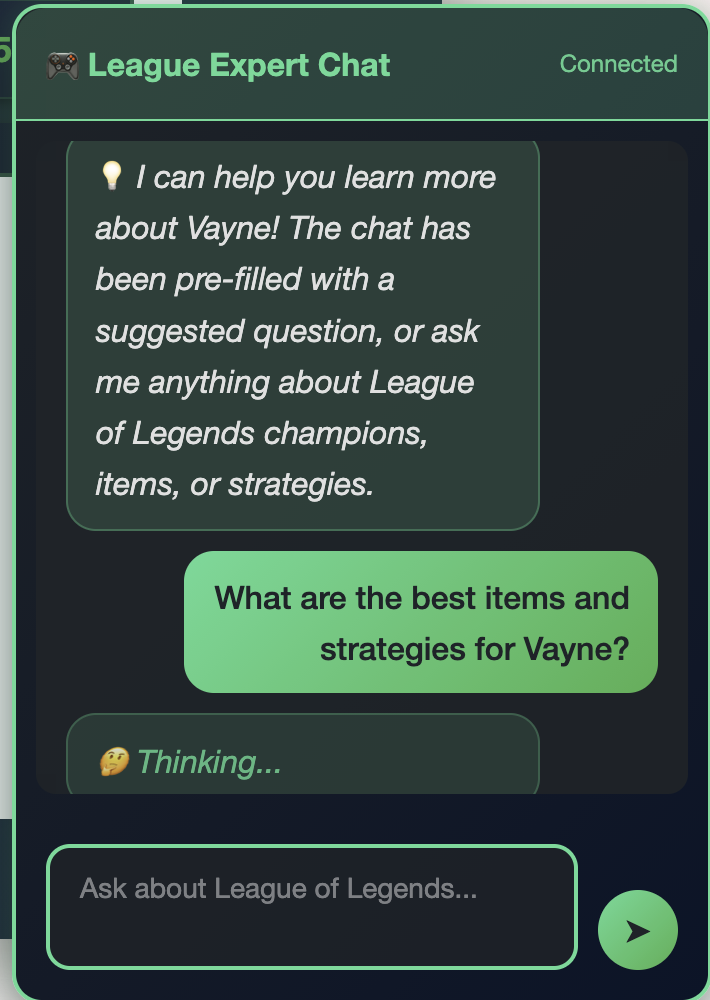 5
🎮 League Expert Chat
Connected
💡 I can help you learn more
about Vayne! The chat has
been pre-filled with a
suggested question, or ask
me anything about League
of Legends champions,
items, or strategies.
What are the best items and
strategies for Vayne?
🤔 Thinking...
Ask about League of Legends...
➤